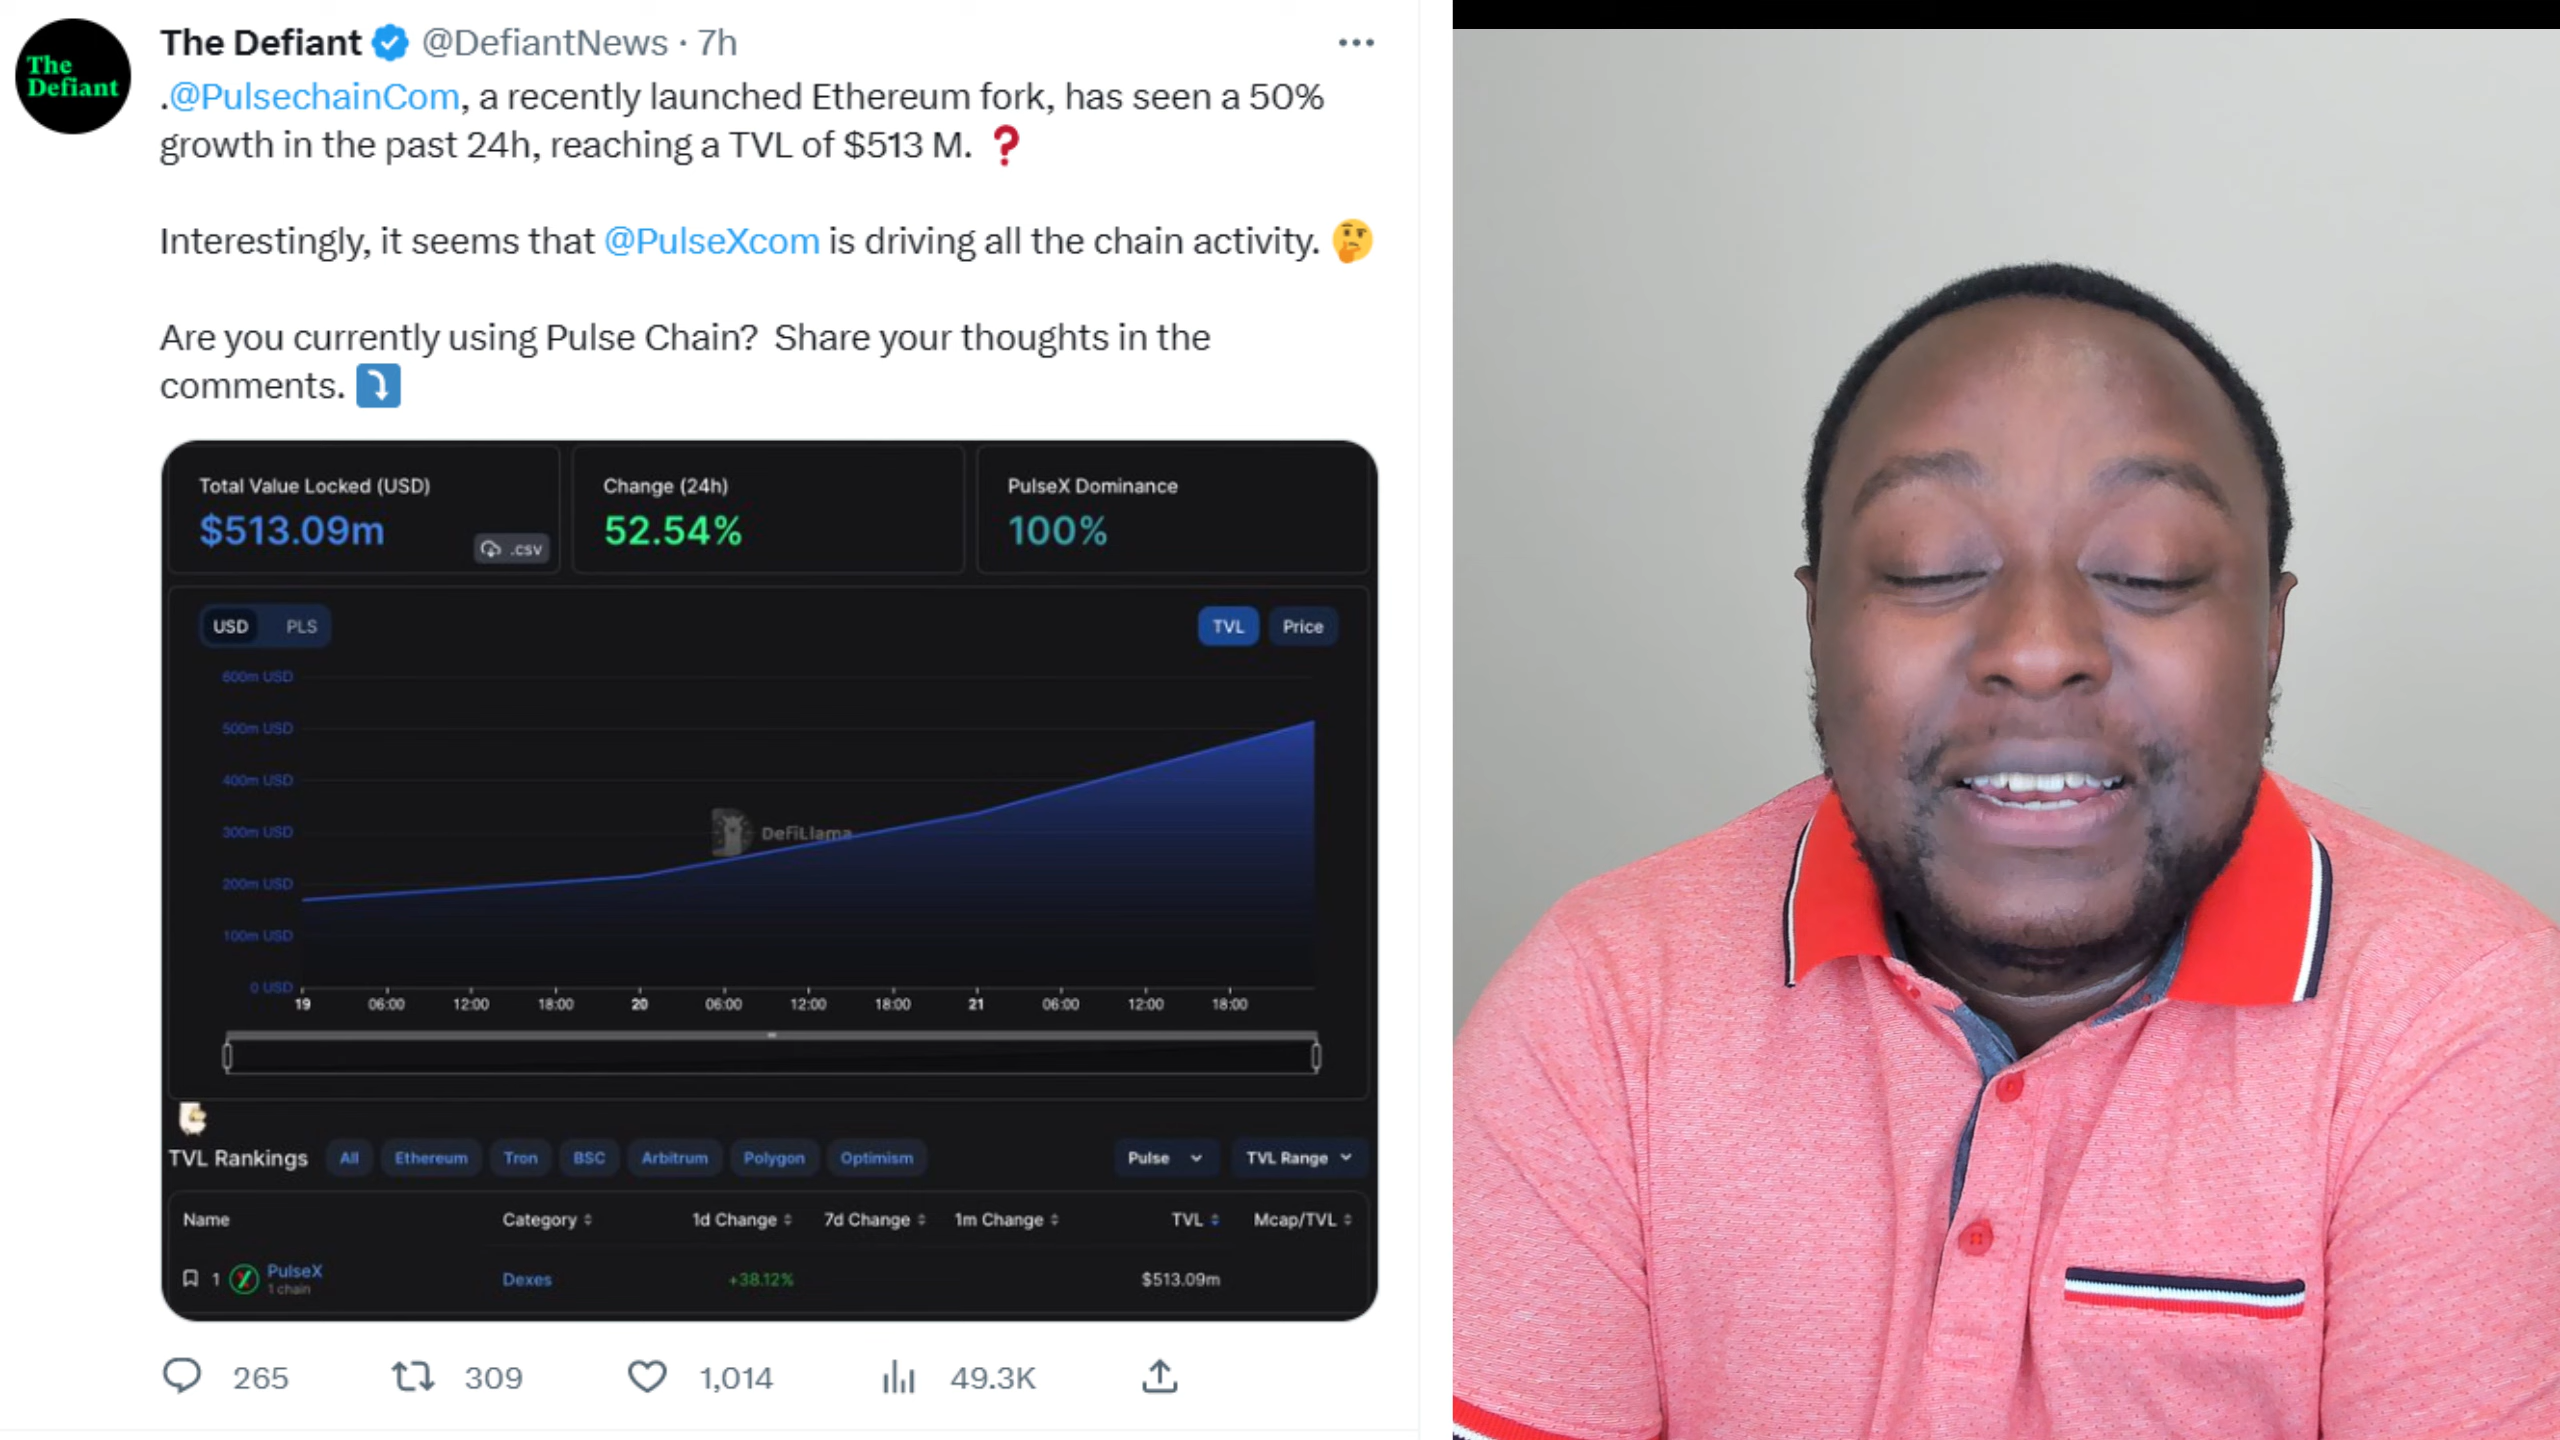 The Defiant
The Defiant @DefiantNews · 7h
.@PulsechainCom, a recently launched Ethereum fork, has seen a 50%
growth in the past 24h, reaching a TVL of $513 M. ❓
Interestingly, it seems that @PulseXcom is driving all the chain activity. 🤔
Are you currently using Pulse Chain?  Share your thoughts in the
comments. ⤵️
Total Value Locked (USD)
$513.09m
.csv
Change (24h)
52.54%
PulseX Dominance
100%
USD PLS
TVL Price
600m USD
500m USD
400m USD
300m USD
200m USD
100m USD
0 USD
DefiLlama
19 06:00 12:00 18:00 20 06:00 12:00 18:00 21 06:00 12:00 18:00
TVL Rankings All Ethereum Tron BSC Arbitrum Polygon Optimism Pulse TVL Range
Name Category 1d Change 7d Change 1m Change TVL Mcap/TVL
1 PulseX Dexes +38.12% $513.09m
1 chain
265 309 1,014 49.3K